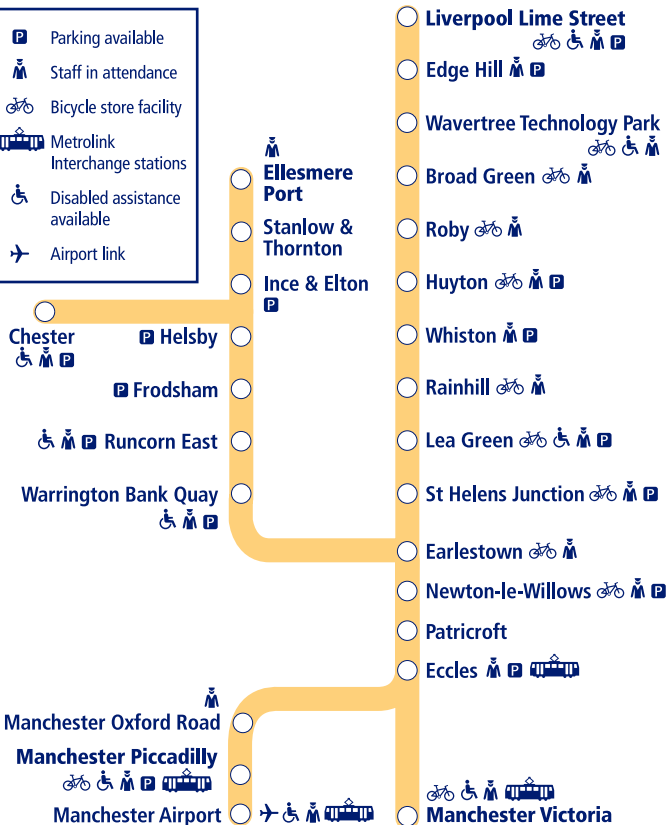 P Parking available
Staff in attendance
Bicycle store facility
Metrolink
Interchange stations
Disabled assistance
available
Airport link
Liverpool Lime Street
P
Edge Hill P
Wavertree Technology Park
Broad Green
Roby
Huyton P
Whiston P
Rainhill
Lea Green P
St Helens Junction P
Earlestown
Newton-le-Willows P
Patricroft
Eccles P
Manchester Victoria
Ellesmere
Port
Stanlow &
Thornton
Ince & Elton
P
Chester
P
P Helsby
P Frodsham
P Runcorn East
Warrington Bank Quay
P
Manchester Oxford Road
Manchester Piccadilly
P
Manchester Airport